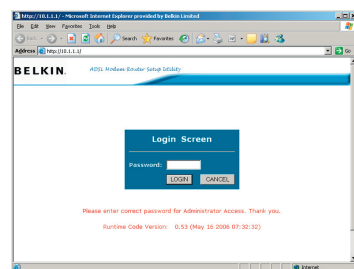 http://10.1.1.1/ - Microsoft Internet Explorer provided by Belkin Limited
File Edit View Favorites Tools Help
Back Search Favorites
Address http://10.1.1.1/ Go
BELKIN. ADSL Modem Router Setup Utility
Login Screen
Password:
LOGIN CANCEL
Please enter correct password for Administrator Access. Thank you.
Runtime Code Version: 0.53 (May 16 2006 07:32:32)
Internet